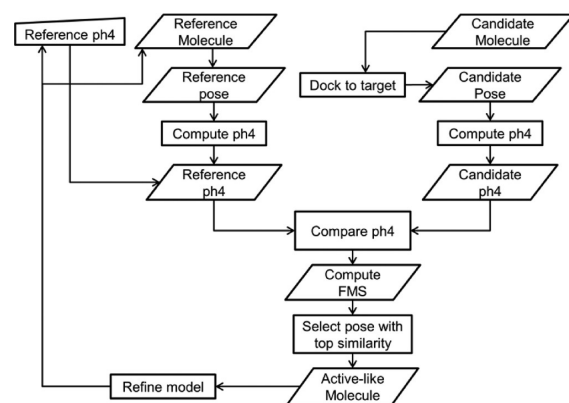 Reference ph4
Reference
Molecule
Candidate
Molecule
Reference
pose
Dock to target
Candidate
Pose
Compute ph4
Compute ph4
Reference
ph4
Candidate
ph4
Compare ph4
Compute
FMS
Select pose with
top similarity
Refine model
Active-like
Molecule